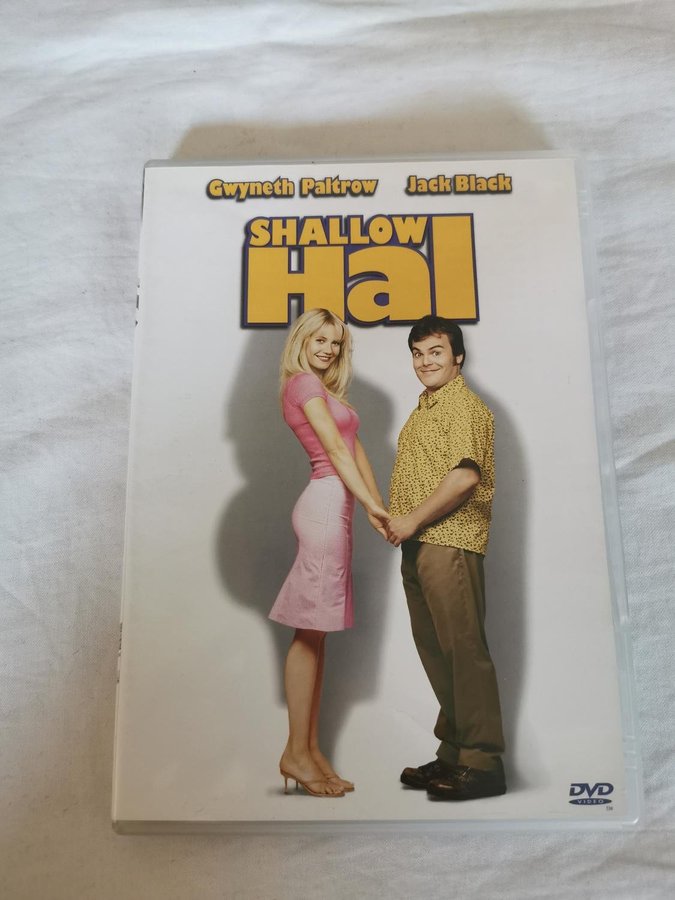 Gwyneth Paltrow Jack Black
SHALLOW
Hal
DVD
VIDEO